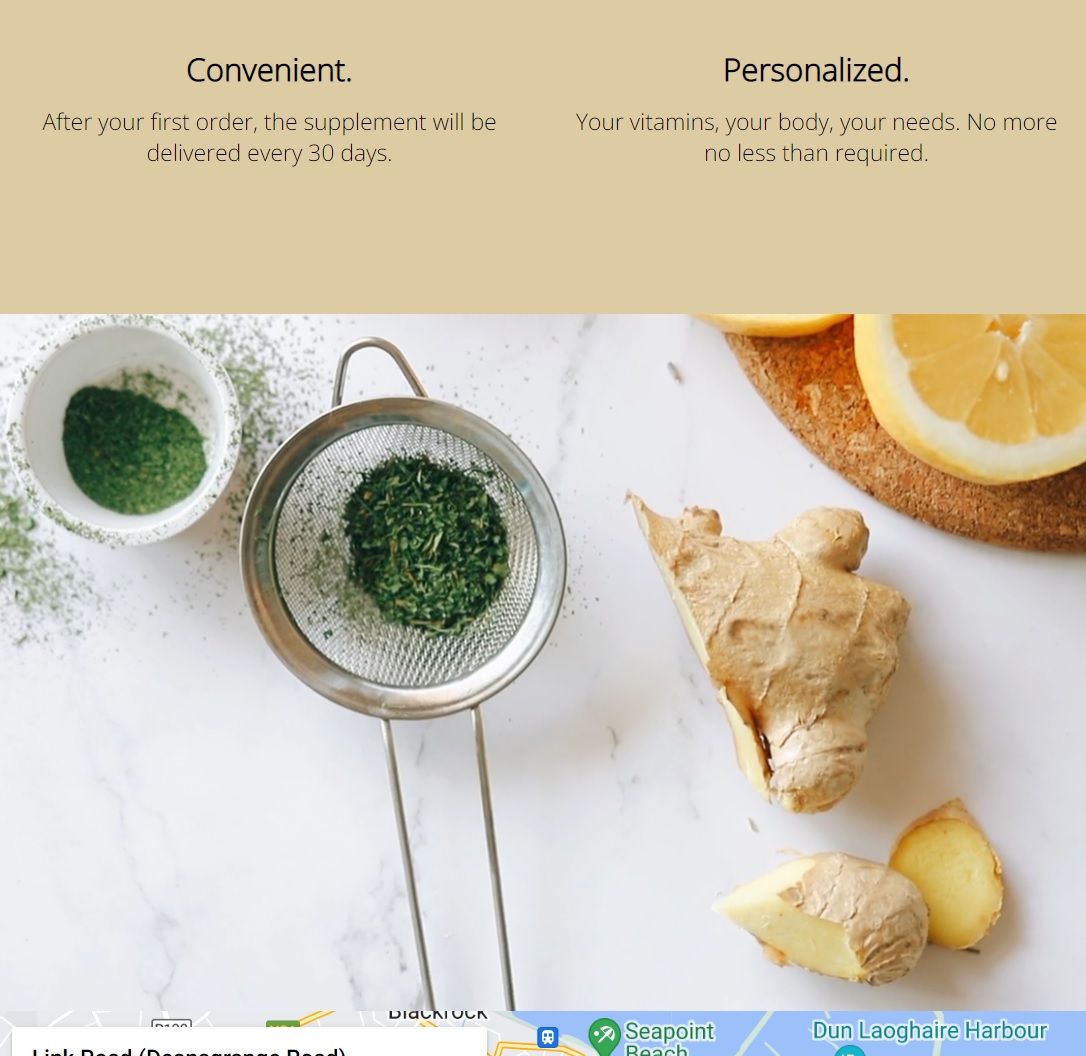 Convenient.
After your first order, the supplement will be
delivered every 30 days.
Personalized.
Your vitamins, your body, your needs. No more
no less than required.
Blackrock
Link Road (Deansgrange Road)
Seapoint
Beach
Dun Laoghaire Harbour